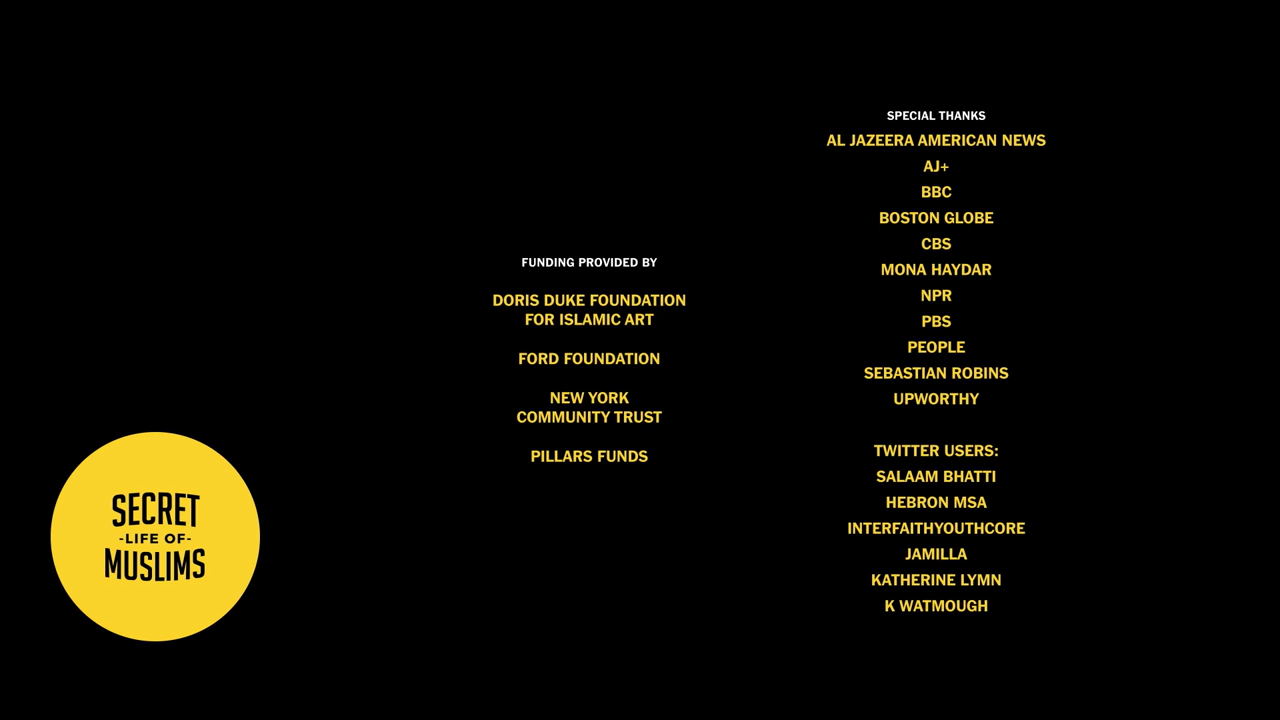 SECRET
-LIFE OF-
MUSLIMS
FUNDING PROVIDED BY
DORIS DUKE FOUNDATION
FOR ISLAMIC ART
FORD FOUNDATION
NEW YORK
COMMUNITY TRUST
PILLARS FUNDS
SPECIAL THANKS
AL JAZEERA AMERICAN NEWS
AJ+
BBC
BOSTON GLOBE
CBS
MONA HAYDAR
NPR
PBS
PEOPLE
SEBASTIAN ROBINS
UPWORTHY
TWITTER USERS:
SALAAM BHATTI
HEBRON MSA
INTERFAITHYOUTHCORE
JAMILLA
KATHERINE LYMN
K WATMOUGH